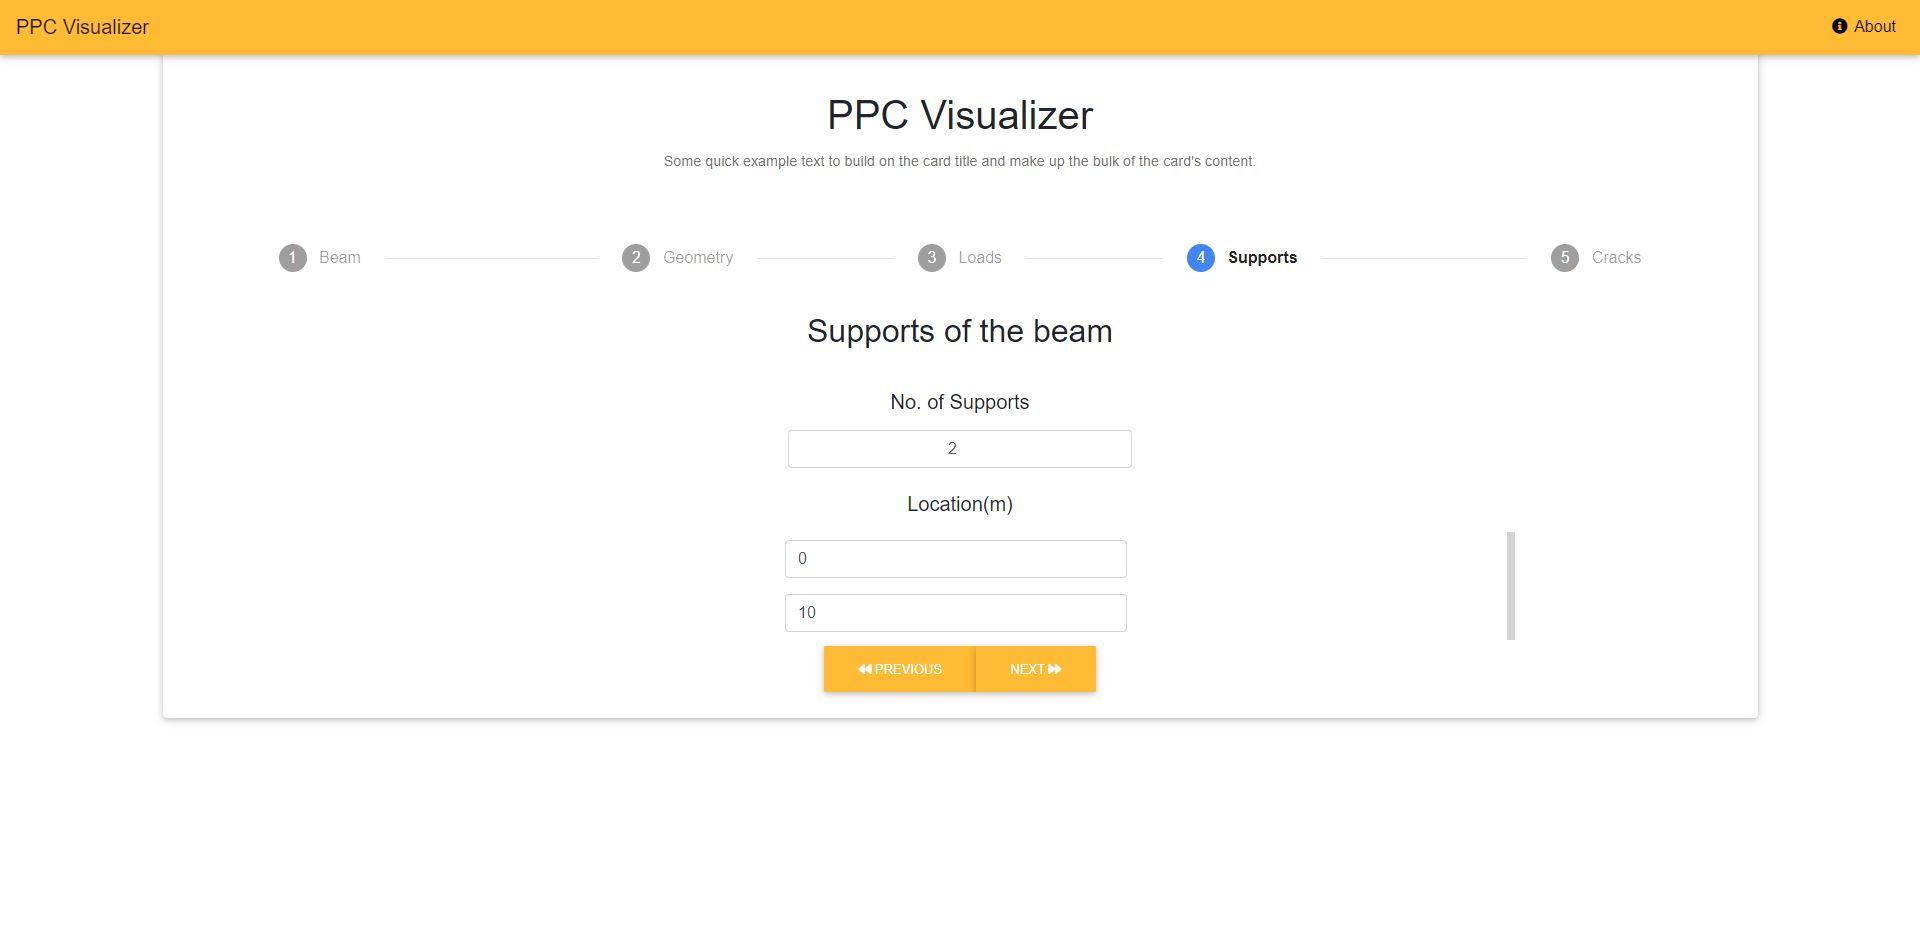 PPC Visualizer
About
PPC Visualizer
Some quick example text to build on the card title and make up the bulk of the card's content.
1 Beam
2 Geometry
3 Loads
4 Supports
5 Cracks
Supports of the beam
No. of Supports
2
Location(m)
0
10
PREVIOUS
NEXT